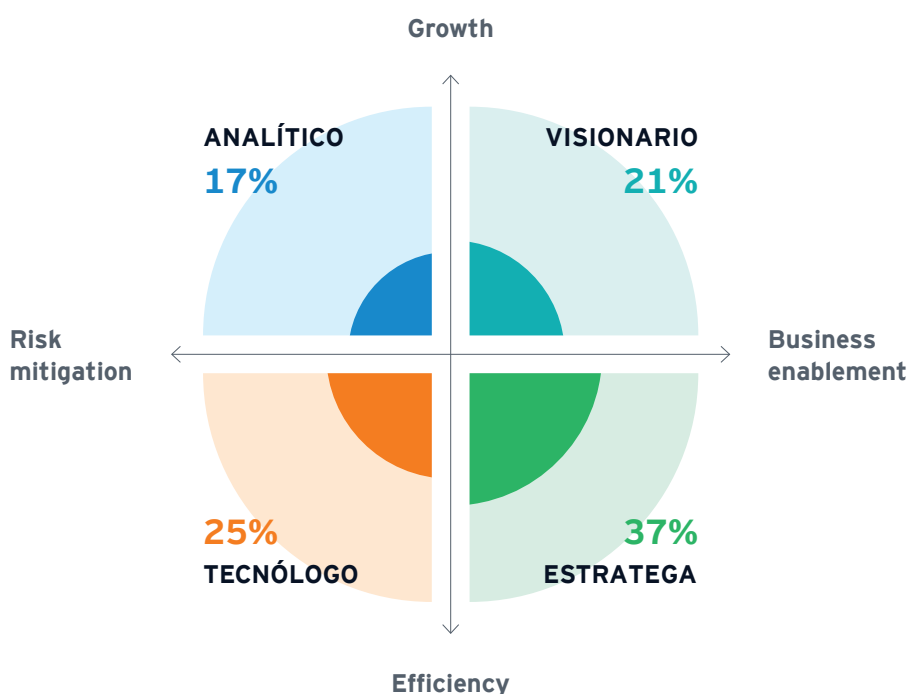 Growth
ANALÍTICO
17%
VISIONARIO
21%
Risk
mitigation
Business
enablement
25%
TECNÓLOGO
37%
ESTRATEGA
Efficiency